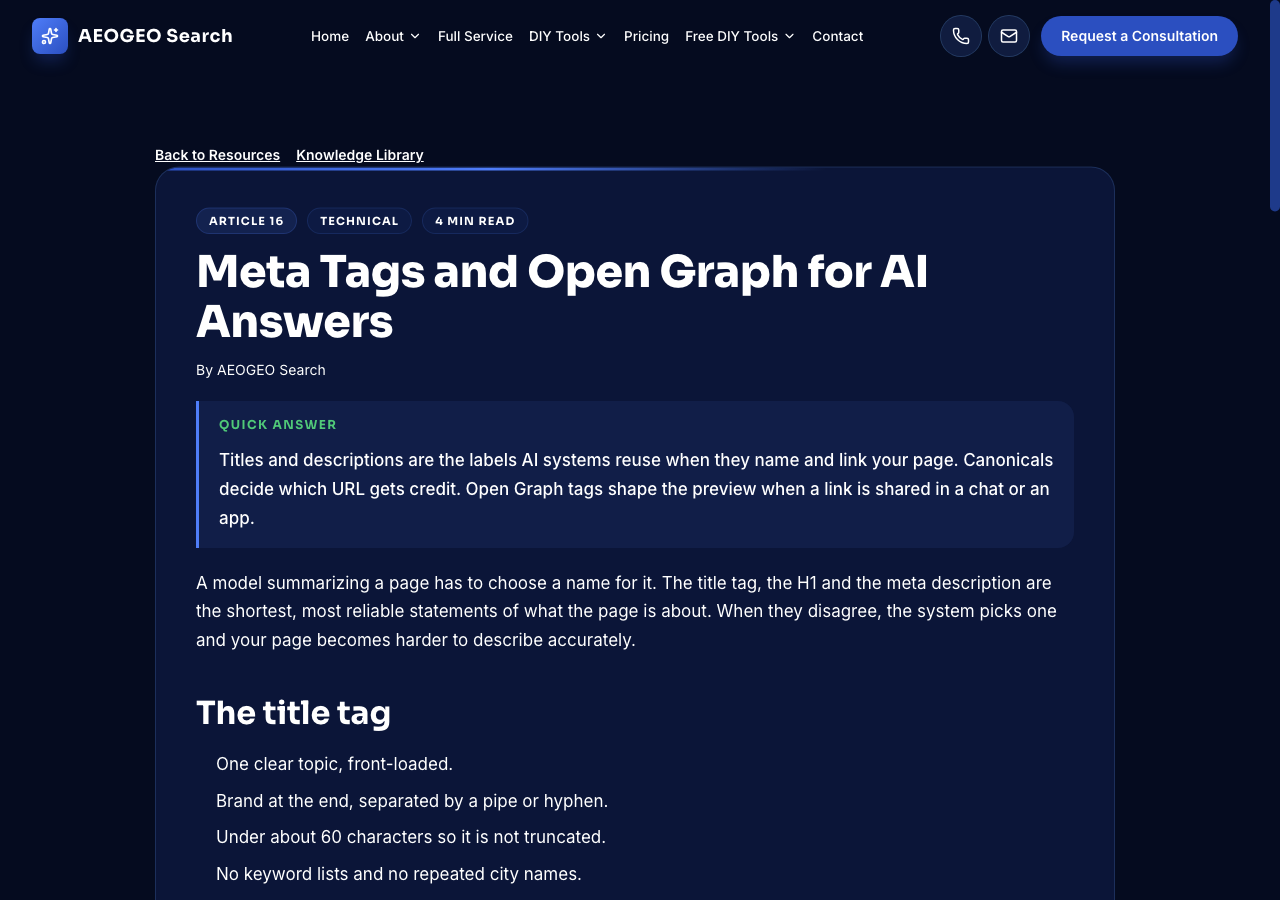 AEOGEO Search
Home
About
Full Service
DIY Tools
Pricing
Free DIY Tools
Contact
Request a Consultation
Back to Resources
Knowledge Library
ARTICLE 16
TECHNICAL
4 MIN READ
Meta Tags and Open Graph for AI
Answers
By AEOGEO Search
QUICK ANSWER
Titles and descriptions are the labels AI systems reuse when they name and link your page. Canonicals
decide which URL gets credit. Open Graph tags shape the preview when a link is shared in a chat or an
app.
A model summarizing a page has to choose a name for it. The title tag, the H1 and the meta description are
the shortest, most reliable statements of what the page is about. When they disagree, the system picks one
and your page becomes harder to describe accurately.
The title tag
One clear topic, front-loaded.
Brand at the end, separated by a pipe or hyphen.
Under about 60 characters so it is not truncated.
No keyword lists and no repeated city names.